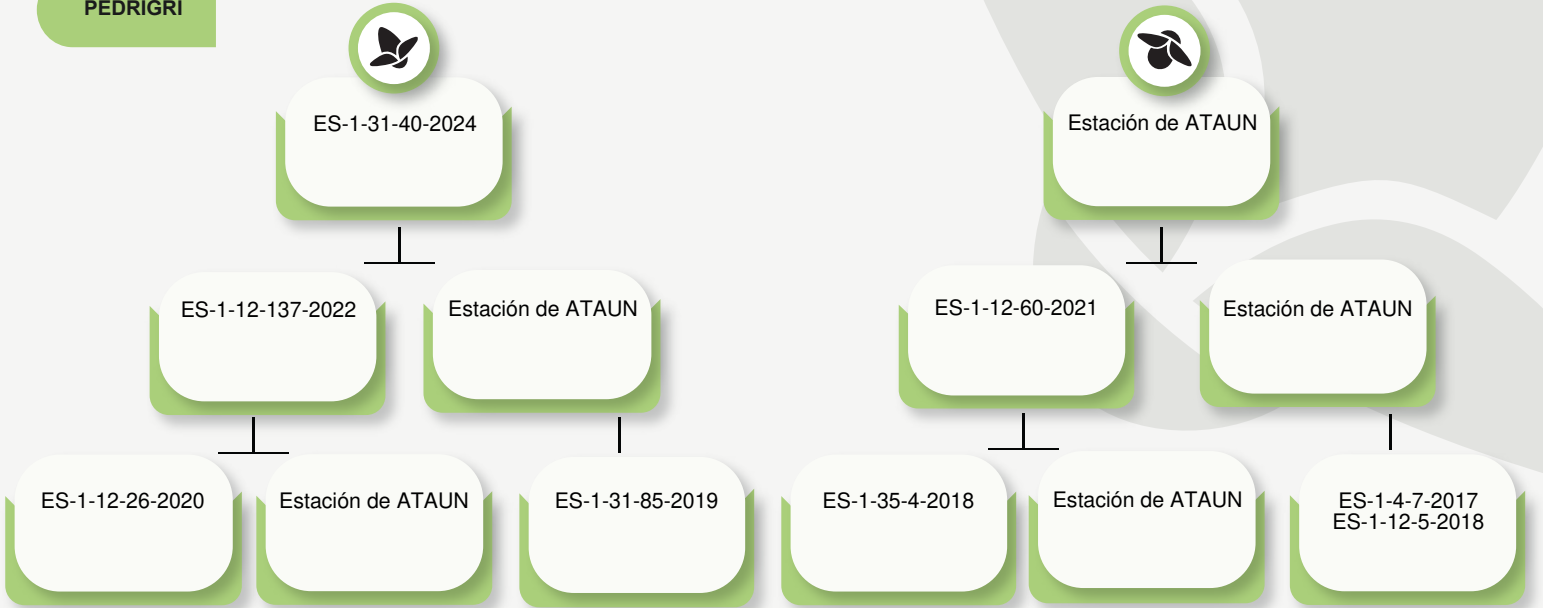 PEDRIGRI
ES-1-31-40-2024
Estación de ATAUN
ES-1-12-137-2022
Estación de ATAUN
ES-1-12-60-2021
Estación de ATAUN
ES-1-12-26-2020
Estación de ATAUN
ES-1-31-85-2019
ES-1-35-4-2018
Estación de ATAUN
ES-1-4-7-2017
ES-1-12-5-2018